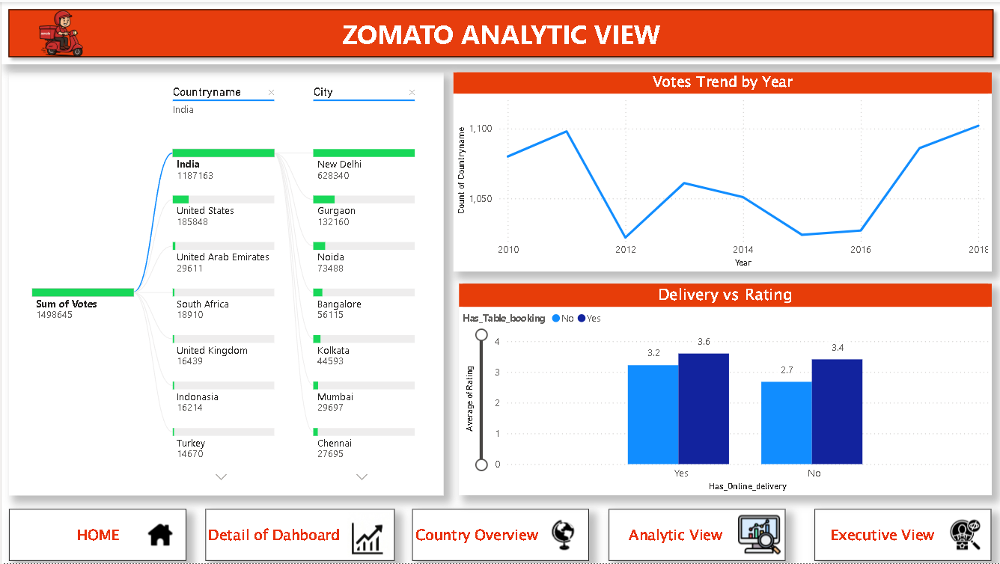 ZOMATO ANALYTIC VIEW
Countryname
India
City
Sum of Votes
1498645
India
1187163
United States
185848
United Arab Emirates
29611
South Africa
18910
United Kingdom
16439
Indonasia
16214
Turkey
14670
New Delhi
628340
Gurgaon
132160
Noida
73488
Bangalore
56115
Kolkata
44593
Mumbai
29697
Chennai
27695
Votes Trend by Year
Count of Countryname
1,100
1,050
2010 2012 2014 2016 2018
Year
Delivery vs Rating
Has_Table_booking No Yes
Average of Rating
4
3
2
1
0
3.2 3.6 2.7 3.4
Yes No
Has_Online_delivery
HOME
Detail of Dahboard
Country Overview
Analytic View
Executive View